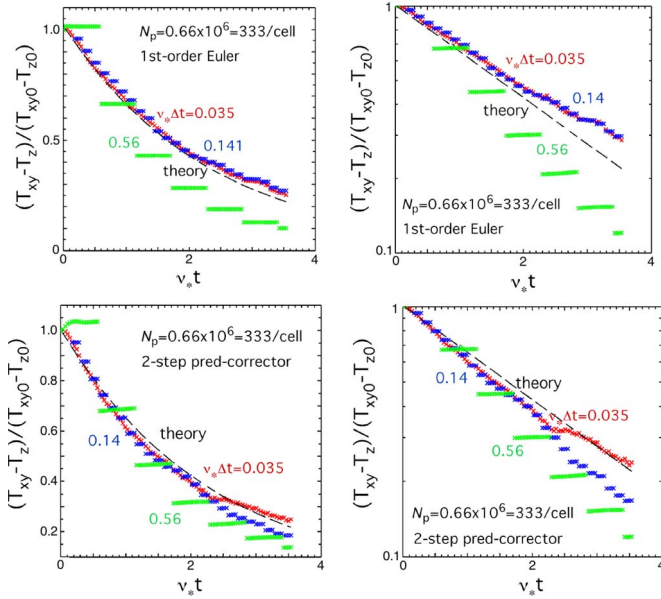 1.0
0.5
0
0
2
4
(T_xy−T_z)/(T_xy0−T_z0)
N_p=0.66x10^6=333/cell
1st-order Euler
ν_*Δt=0.035
0.56
0.141
theory
ν_*t
1
0.1
0
2
4
(T_xy−T_z)/(T_xy0−T_z0)
ν_*Δt=0.035
0.14
theory
0.56
N_p=0.66x10^6=333/cell
1st-order Euler
ν_*t
1.0
0.8
0.6
0.4
0.2
0
2
4
(T_xy−T_z)/(T_xy0−T_z0)
N_p=0.66x10^6=333/cell
2-step pred-corrector
theory
0.14
ν_*Δt=0.035
0.56
ν_*t
1
0.1
0
2
4
(T_xy−T_z)/(T_xy0−T_z0)
theory
0.14
ν_*Δt=0.035
0.56
N_p=0.66x10^6=333/cell
2-step pred-corrector
ν_*t